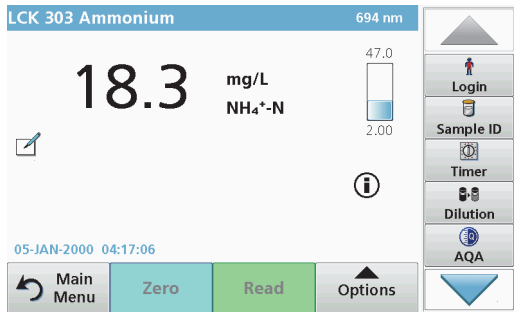 LCK 303 Ammonium 694 nm
47.0
18.3 mg/L
NH₄⁺-N
2.00
i
05-JAN-2000 04:17:06
Main
Menu
Zero
Read
Options
Login
Sample ID
Timer
Dilution
AQA